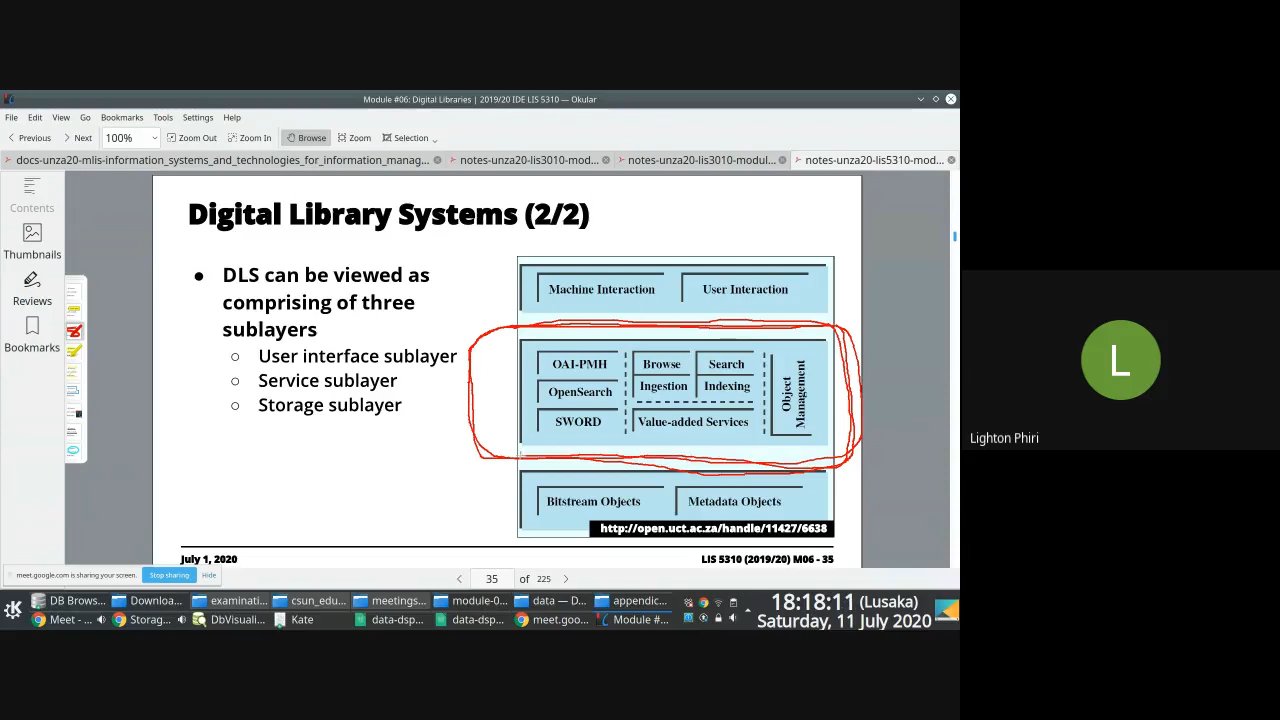 Module #06: Digital Libraries | 2019/20 IDE LIS 5310 — Okular
File Edit View Go Bookmarks Tools Settings Help
Previous Next 100% Zoom Out Zoom In Browse Zoom Selection
docs-unza20-mlis-information_systems_and_technologies_for_information_manag... notes-unza20-lis3010-mod... notes-unza20-lis3010-modul... notes-unza20-lis5310-mod...
Contents
Thumbnails
Reviews
Bookmarks
Digital Library Systems (2/2)
● DLS can be viewed as
comprising of three
sublayers
○ User interface sublayer
○ Service sublayer
○ Storage sublayer
Machine Interaction User Interaction
OAI-PMH Browse Search
OpenSearch Ingestion Indexing
SWORD Value-added Services
Object
Management
Bitstream Objects Metadata Objects
http://open.uct.ac.za/handle/11427/6638
July 1, 2020 LIS 5310 (2019/20) M06 - 35
meet.google.com is sharing your screen. Stop sharing Hide
35 of 225
DB Brows... Downloa... examinati... csun_edu... meetings... module-0... data — D... appendic...
Meet - ... Storag... DbVisuali... Kate data-dsp... data-dsp... meet.goo... Module #...
18:18:11 (Lusaka)
Saturday, 11 July 2020
L
Lighton Phiri